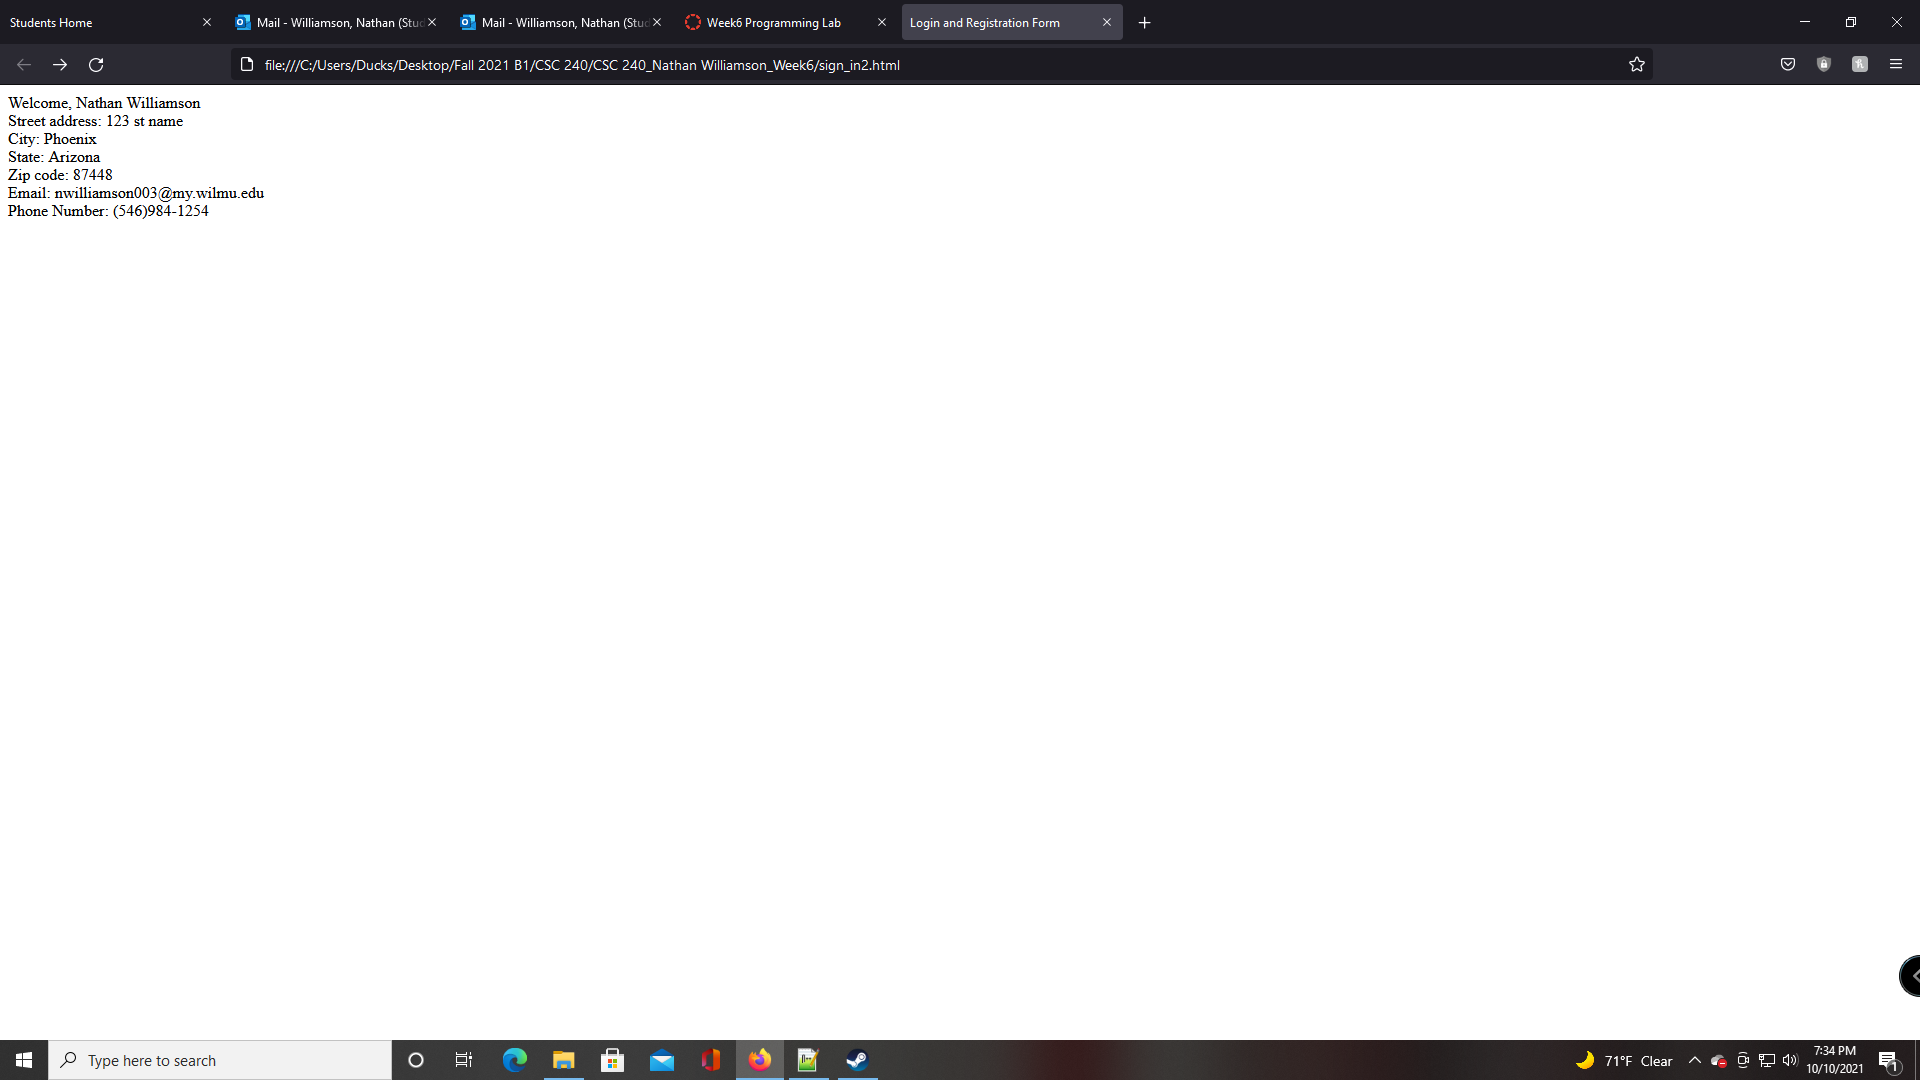 Students Home
Mail - Williamson, Nathan (Stud
Mail - Williamson, Nathan (Stud
Week6 Programming Lab
Login and Registration Form
file:///C:/Users/Ducks/Desktop/Fall 2021 B1/CSC 240/CSC 240_Nathan Williamson_Week6/sign_in2.html
Welcome, Nathan Williamson
Street address: 123 st name
City: Phoenix
State: Arizona
Zip code: 87448
Email: nwilliamson003@my.wilmu.edu
Phone Number: (546)984-1254
Type here to search
71°F Clear
7:34 PM
10/10/2021
1